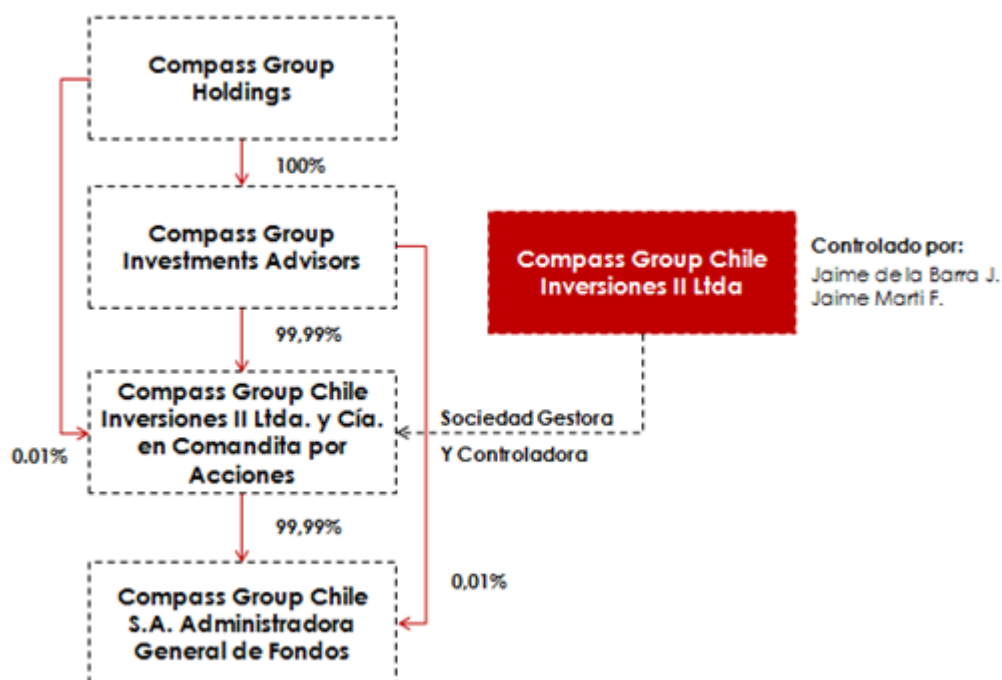 Compass Group
Holdings
100%
Compass Group
Investments Advisors
Compass Group Chile
Inversiones II Ltda
Controlado por:
Jaime de la Barra J.
Jaime Marti F.
99,99%
Compass Group Chile
Inversiones II Ltda. y Cía.
en Comandita por
Acciones
Sociedad Gestora
Y Controladora
0.01%
99,99%
0,01%
Compass Group Chile
S.A. Administradora
General de Fondos